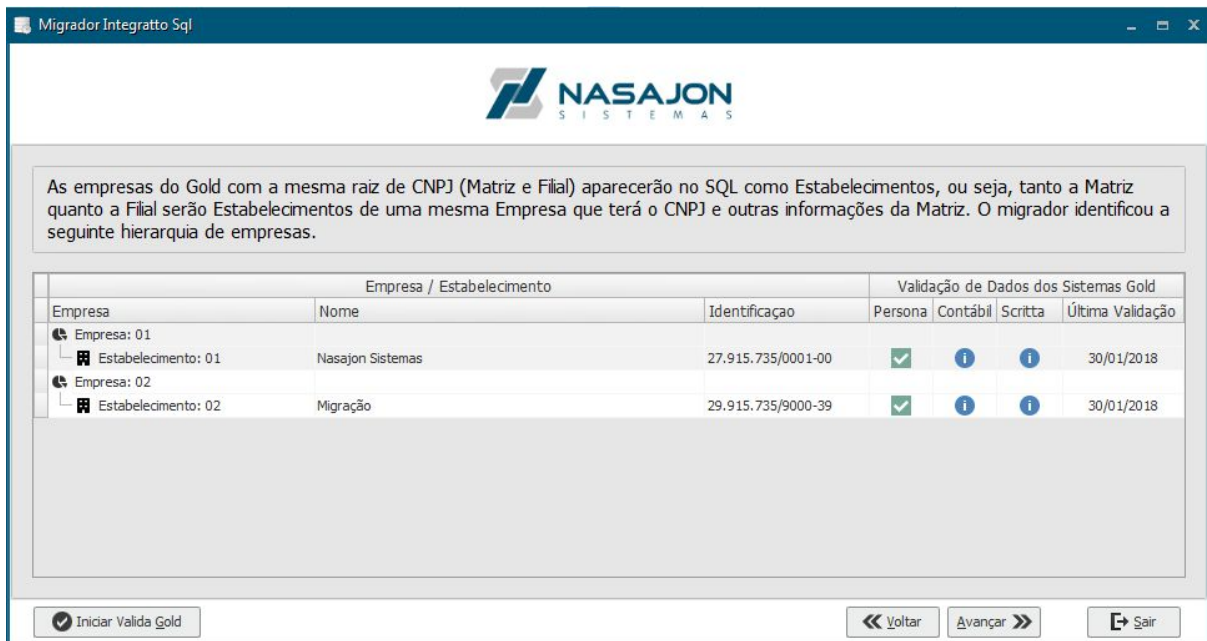 Migrador Integratto Sql
NASAJON
SISTEMAS
As empresas do Gold com a mesma raiz de CNPJ (Matriz e Filial) aparecerão no SQL como Estabelecimentos, ou seja, tanto a Matriz
quanto a Filial serão Estabelecimentos de uma mesma Empresa que terá o CNPJ e outras informações da Matriz. O migrador identificou a
seguinte hierarquia de empresas.
Empresa / Estabelecimento Validação de Dados dos Sistemas Gold
Empresa Nome Identificaçao Persona Contábil Scritta Última Validação
Empresa: 01
Estabelecimento: 01 Nasajon Sistemas 27.915.735/0001-00 30/01/2018
Empresa: 02
Estabelecimento: 02 Migração 29.915.735/9000-39 30/01/2018
Iniciar Valida Gold Voltar Avançar Sair